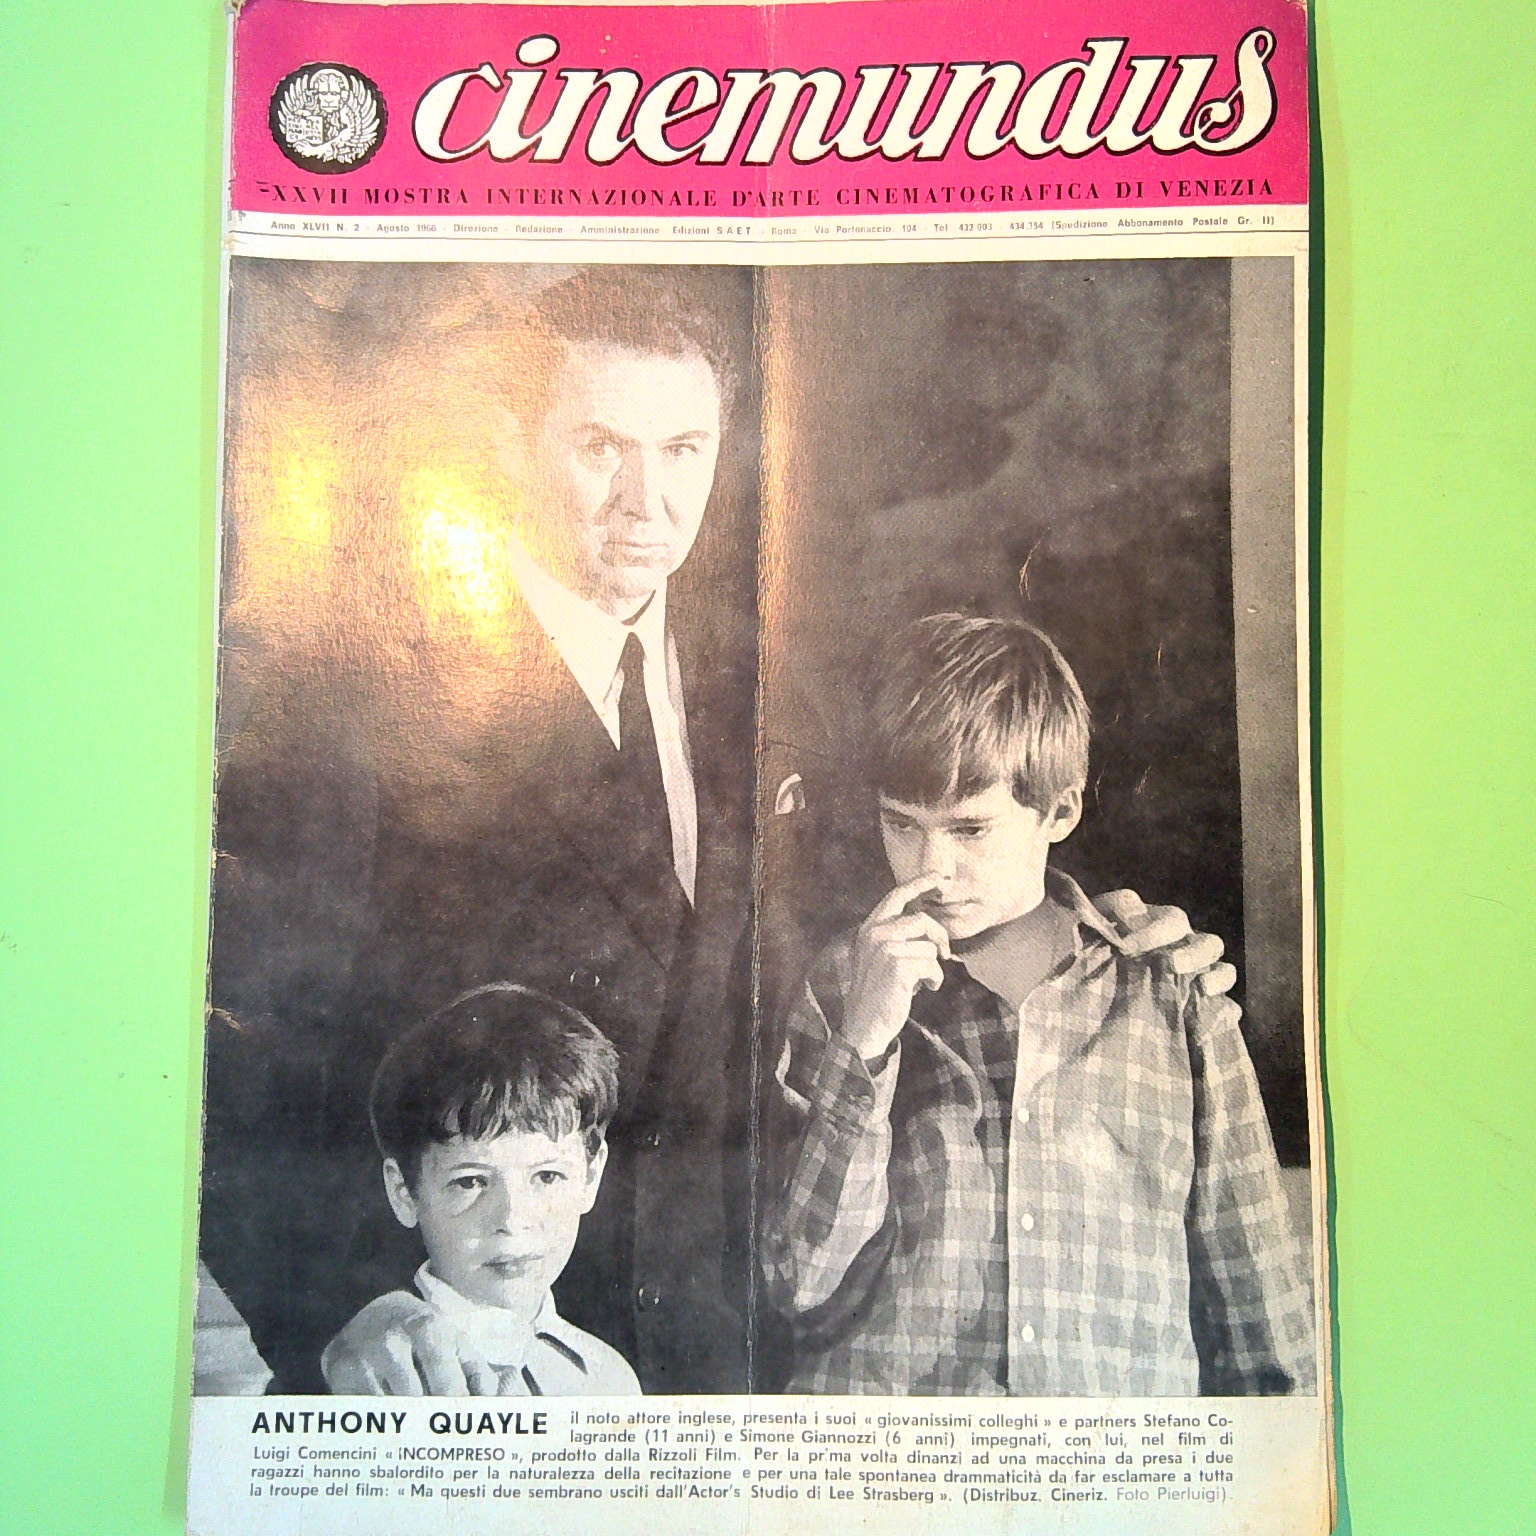 cinemundus
XXVII MOSTRA INTERNAZIONALE D'ARTE CINEMATOGRAFICA DI VENEZIA
Anno XLVII N. 2 - Agosto 1966 - Direzione - Redazione - Amministrazione Edizioni SAET - Roma - Via Portonaccio, 104 - Tel 432.003 - 434.354 (Spedizione Abbonamento Postale Gr. II)
ANTHONY QUAYLE il noto attore inglese, presenta i suoi « giovanissimi colleghi » e partners Stefano Co-
lagrande (11 anni) e Simone Giannozzi (6 anni) impegnati, con lui, nel film di
Luigi Comencini « INCOMPRESO », prodotto dalla Rizzoli Film. Per la prima volta dinanzi ad una macchina da presa i due
ragazzi hanno sbalordito per la naturalezza della recitazione e per una tale spontanea drammaticità da far esclamare a tutta
la troupe del film: « Ma questi due sembrano usciti dall'Actor's Studio di Lee Strasberg ». (Distribuz. Cineriz. Foto Pierluigi).